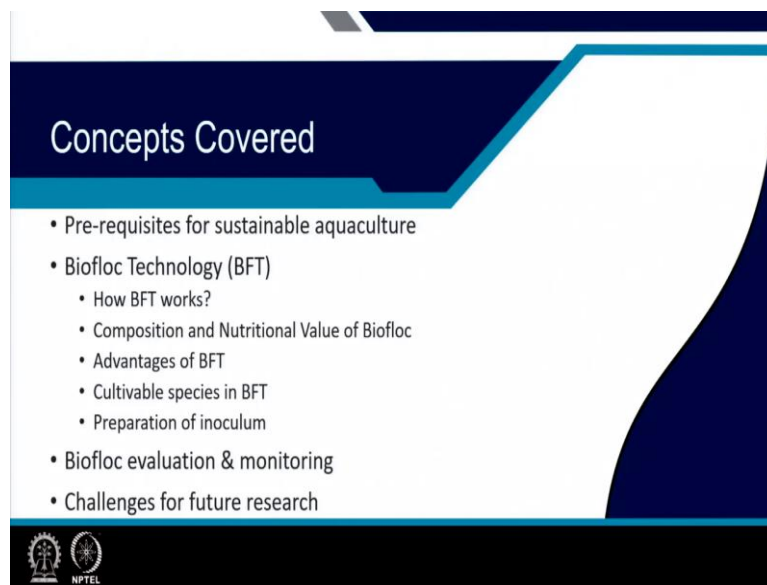 Concepts Covered
• Pre-requisites for sustainable aquaculture
• Biofloc Technology (BFT)
• How BFT works?
• Composition and Nutritional Value of Biofloc
• Advantages of BFT
• Cultivable species in BFT
• Preparation of inoculum
• Biofloc evaluation & monitoring
• Challenges for future research
NPTEL